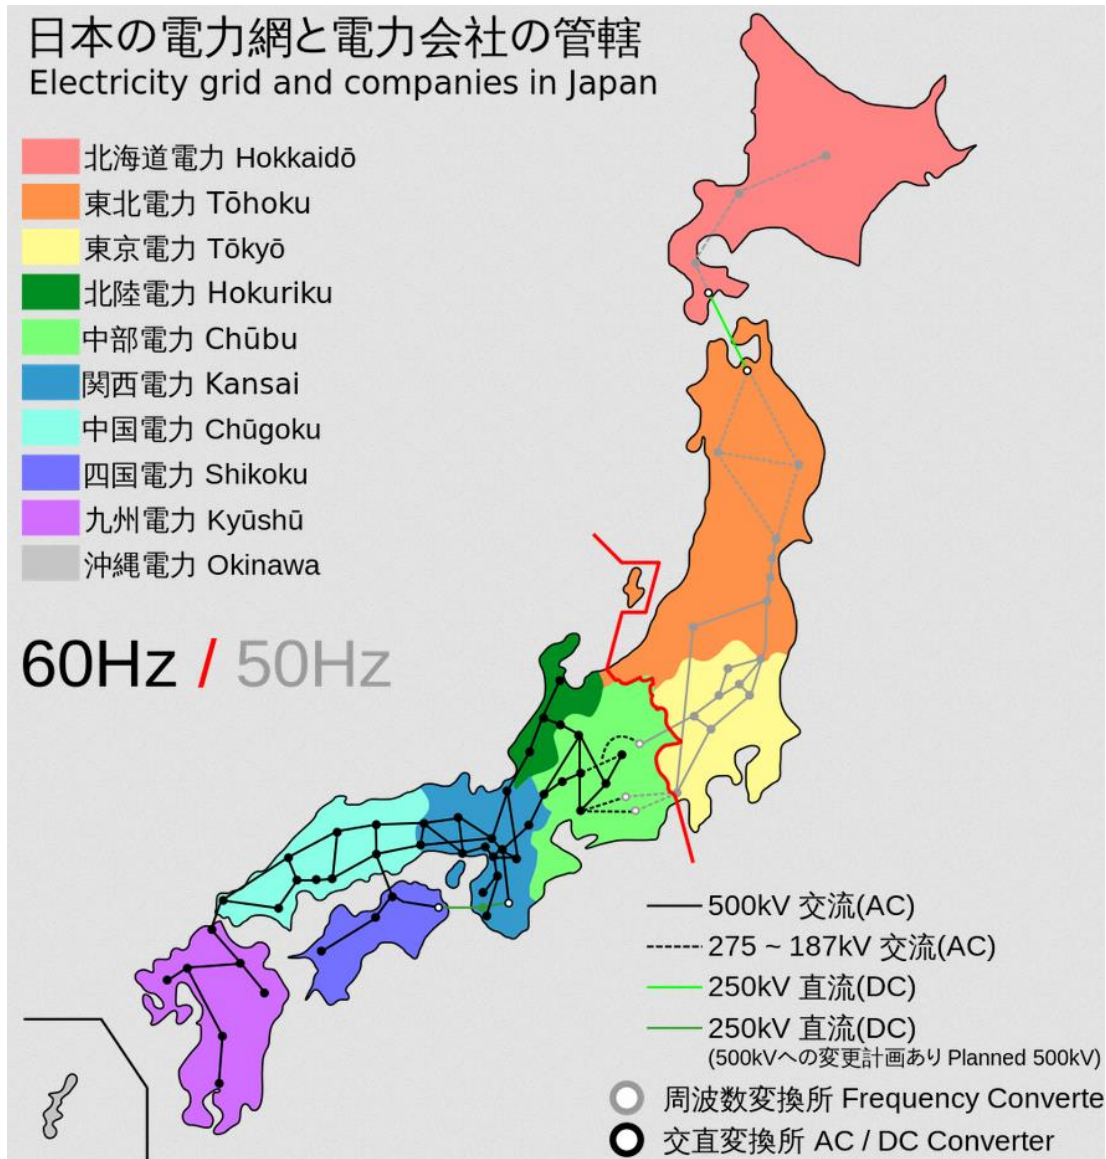 日本の電力網と電力会社の管轄
Electricity grid and companies in Japan
北海道電力 Hokkaidō
東北電力 Tōhoku
東京電力 Tōkyō
北陸電力 Hokuriku
中部電力 Chūbu
関西電力 Kansai
中国電力 Chūgoku
四国電力 Shikoku
九州電力 Kyūshū
沖縄電力 Okinawa
60Hz / 50Hz
500kV 交流(AC)
275 ~ 187kV 交流(AC)
250kV 直流(DC)
250kV 直流(DC)
(500kVへの変更計画あり Planned 500kV)
周波数変換所 Frequency Converte
交直変換所 AC / DC Converter